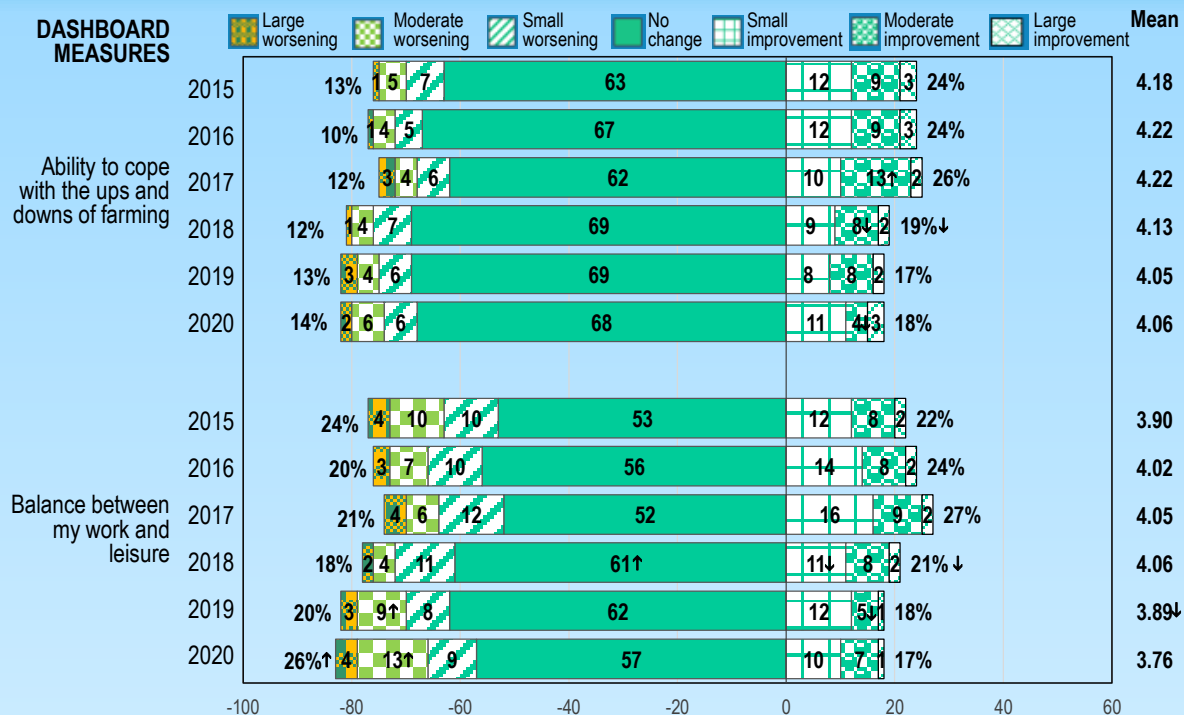 DASHBOARD
MEASURES
Large
worsening
Moderate
worsening
Small
worsening
No
change
Small
improvement
Moderate
improvement
Large
improvement
Mean
Ability to cope
with the ups and
downs of farming
2015 13% 1 5 7 63 12 9 3 24% 4.18
2016 10% 1 4 5 67 12 9 3 24% 4.22
2017 12% 3 4 6 62 10 13↑ 2 26% 4.22
2018 12% 1 4 7 69 9 8↓ 2 19%↓ 4.13
2019 13% 3 4 6 69 8 8 2 17% 4.05
2020 14% 2 6 6 68 11 4↓ 3 18% 4.06
Balance between
my work and
leisure
2015 24% 4 10 10 53 12 8 2 22% 3.90
2016 20% 3 7 10 56 14 8 2 24% 4.02
2017 21% 4 6 12 52 16 9 2 27% 4.05
2018 18% 2 4 11 61↑ 11↓ 8 2 21% ↓ 4.06
2019 20% 3 9↑ 8 62 12 5↓ 1 18% 3.89↓
2020 26%↑ 4 13↑ 9 57 10 7 1 17% 3.76
-100 -80 -60 -40 -20 0 20 40 60